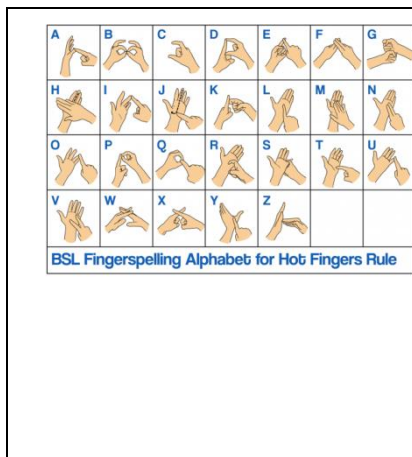 A B C D E F G
H I J K L M N
O P Q R S T U
V W X Y Z
BSL Fingerspelling Alphabet for Hot Fingers Rule